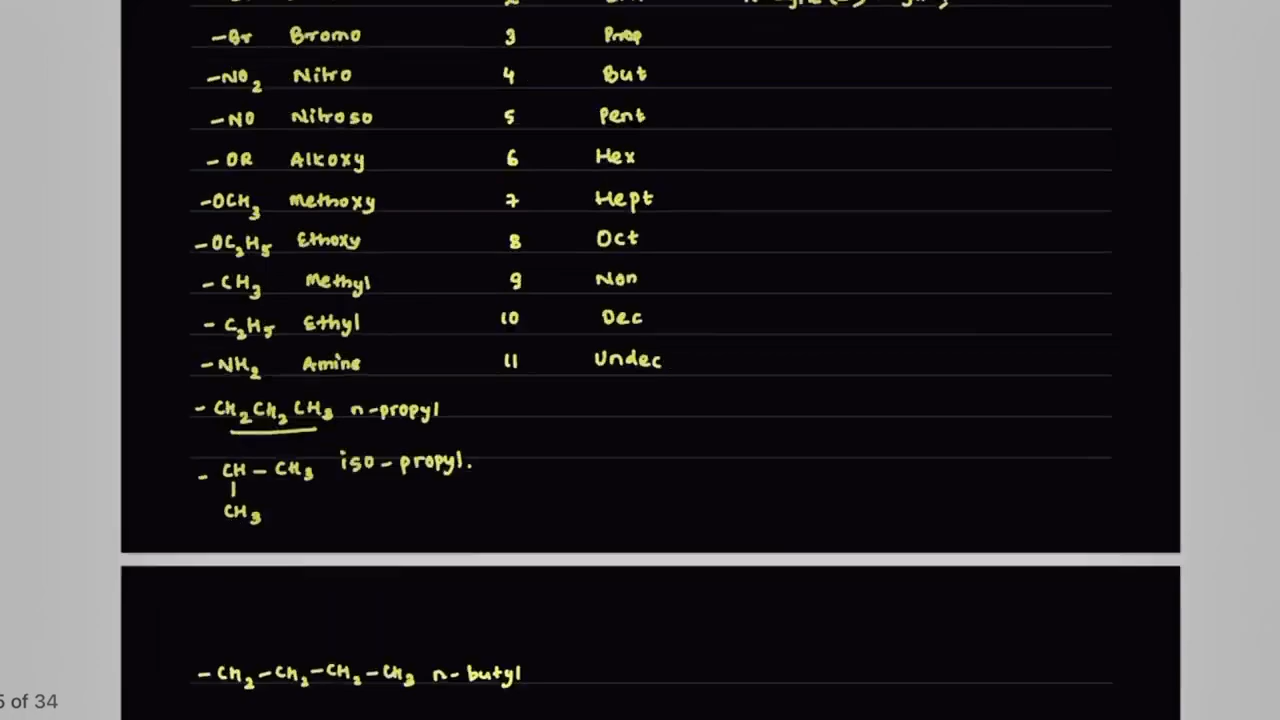 -Br Bromo 3 Prop
-NO2 Nitro 4 But
-NO Nitroso 5 Pent
-OR Alkoxy 6 Hex
-OCH3 Methoxy 7 Hept
-OC2H5 Ethoxy 8 Oct
-CH3 Methyl 9 Non
-C2H5 Ethyl 10 Dec
-NH2 Amine 11 Undec
-CH2CH2CH3 n-propyl
-CH-CH3 iso-propyl.
|
CH3
-CH2-CH2-CH2-CH3 n-butyl
of 34